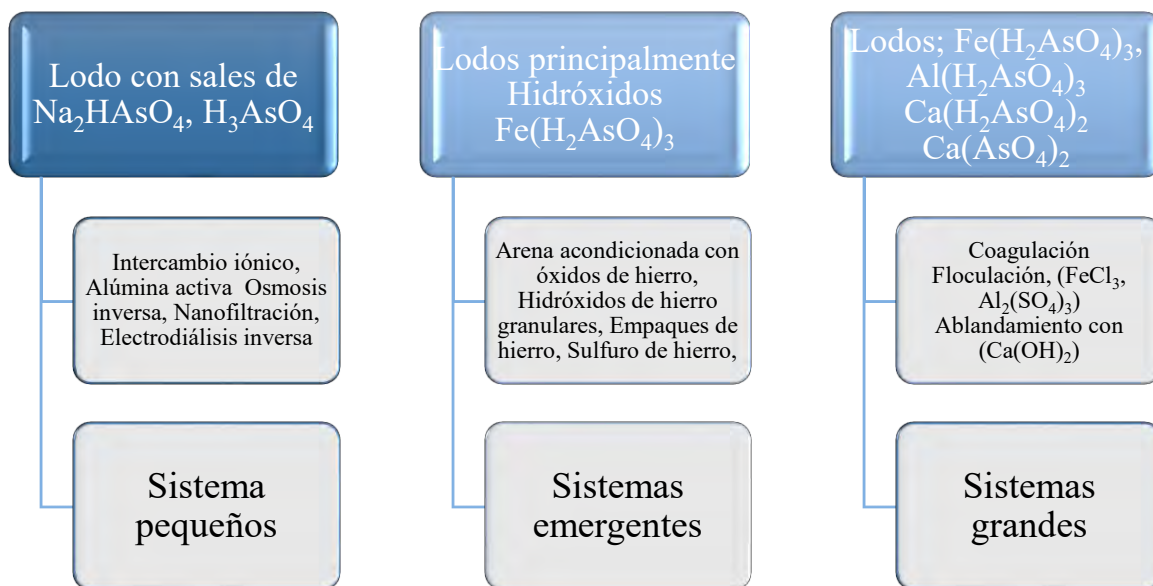 Lodo con sales de
Na₂HAsO₄, H₃AsO₄
Intercambio iónico,
Alúmina activa Osmosis
inversa, Nanofiltración,
Electrodiálisis inversa
Sistema
pequeños
Lodos principalmente
Hidróxidos
Fe(H₂AsO₄)₃
Arena acondicionada con
óxidos de hierro,
Hidróxidos de hierro
granulares, Empaques de
hierro, Sulfuro de hierro,
Sistemas
emergentes
Lodos; Fe(H₂AsO₄)₃,
Al(H₂AsO₄)₃
Ca(H₂AsO₄)₂
Ca(AsO₄)₂
Coagulación
Floculación, (FeCl₃,
Al₂(SO₄)₃)
Ablandamiento con
(Ca(OH)₂)
Sistemas
grandes